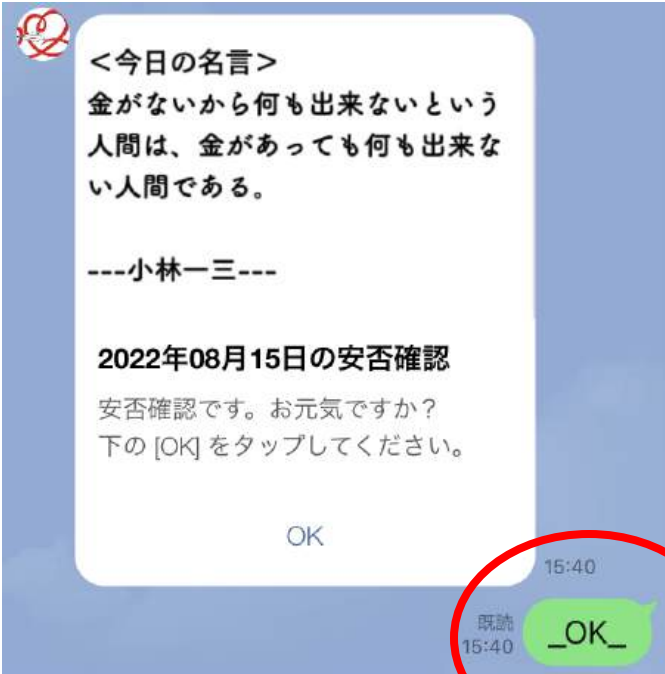 <今日の名言>
金がないから何も出来ないという
人間は、金があっても何も出来な
い人間である。
---小林一三---
2022年08月15日の安否確認
安否確認です。お元気ですか？
下の [OK] をタップしてください。
OK
15:40
既読
15:40
_OK_